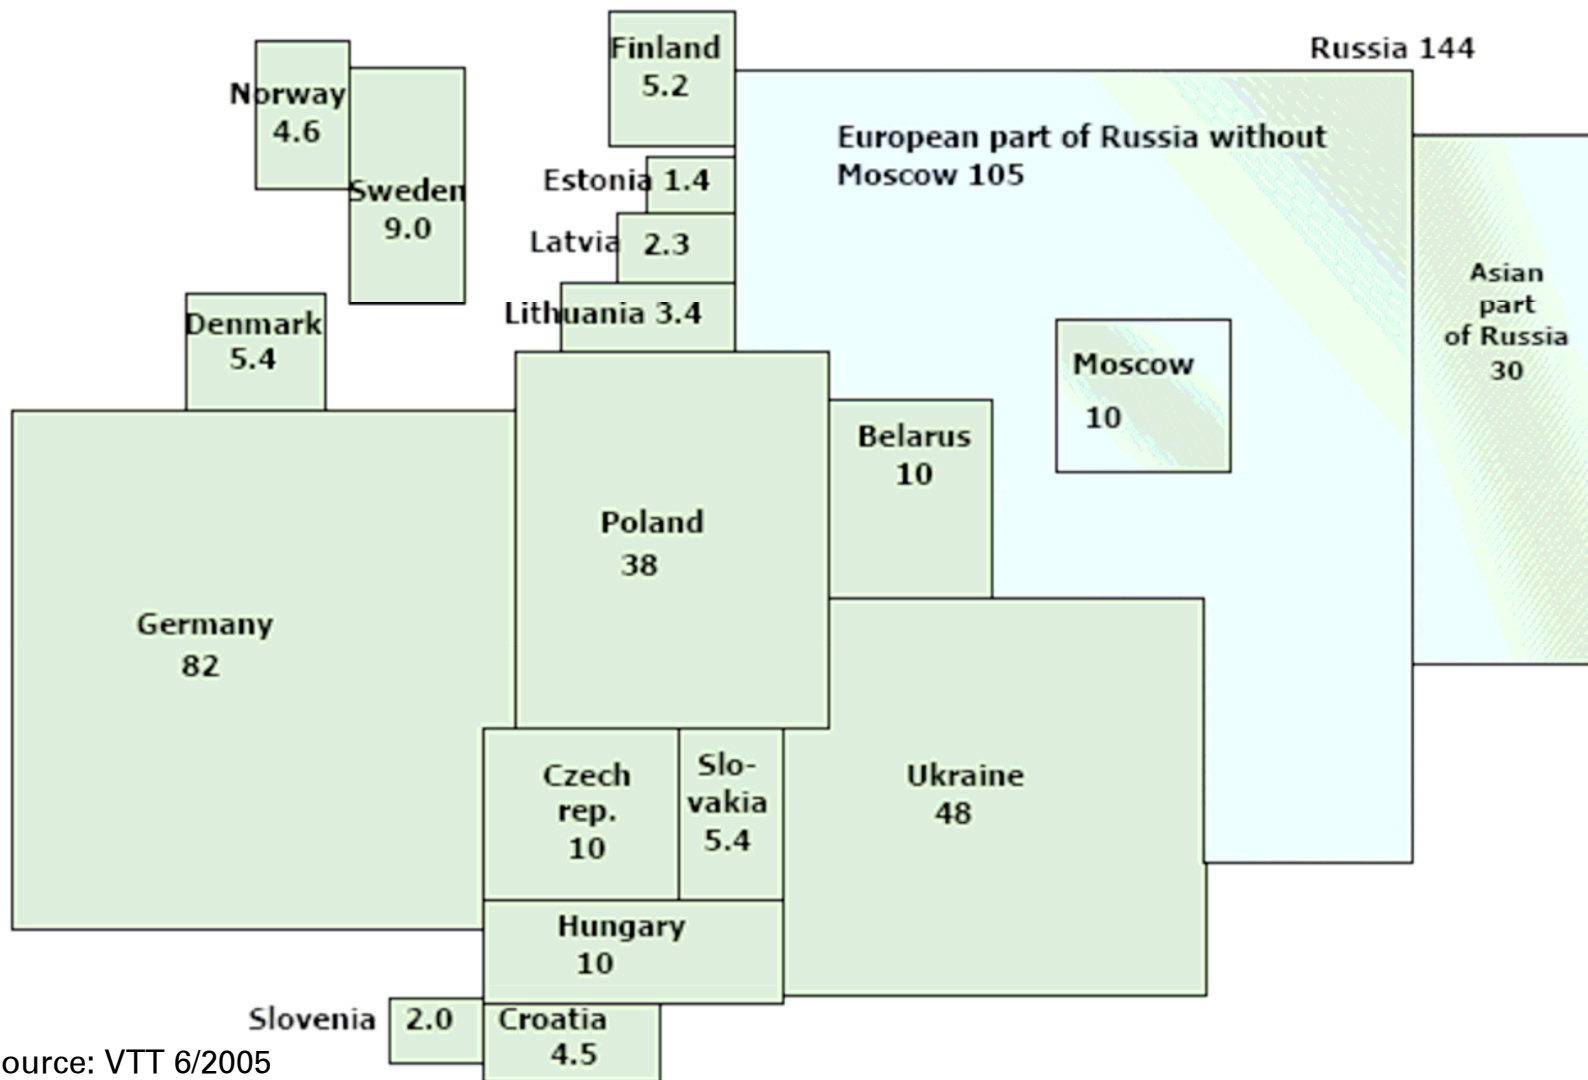 Finland
5.2
Russia 144
Norway
4.6
European part of Russia without
Moscow 105
Sweden
9.0
Estonia 1.4
Latvia 2.3
Lithuania 3.4
Denmark
5.4
Asian
part
of Russia
30
Moscow
10
Belarus
10
Poland
38
Germany
82
Czech
rep.
10
Slo-
vakia
5.4
Ukraine
48
Hungary
10
Slovenia 2.0
Croatia
4.5
ource: VTT 6/2005